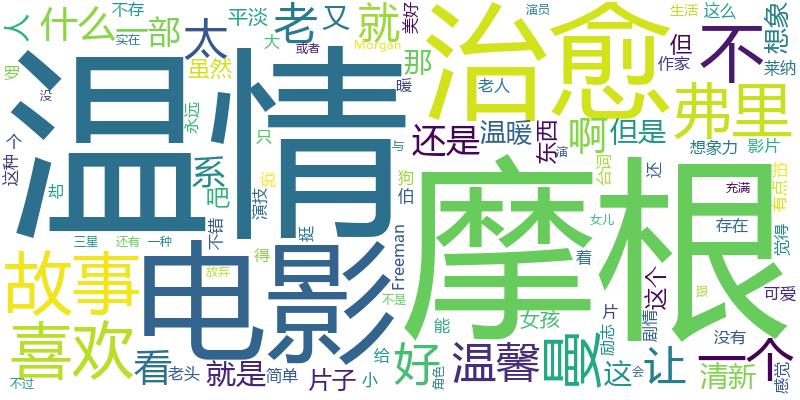 温情
摩根
治愈
电影
故事
喜欢
弗里
曼
不
一个
温馨
好
就
太
老
又
什么
一部
人
不存
平淡
大
实在
或者
Morgan
美好
演员
生活
这么
但
作家
想象
莱纳
罗
没
虽然
永远
那
暖
老人
还是
温暖
东西
啊
但是
想象力
影片
这种
个
却
系
吧
只
与
演
台词
还
充满
有点
拍
三星
还有
一种
不错
演技
说
狗
伯
得
挺
Freeman
女儿
着
存在
觉得
放弃
不是
能
女孩
片
励志
剧情
这个
跟
可爱
没有
看
老头
就是
简单
片子
小
给
角色
这
会
让
清新
感觉
不过